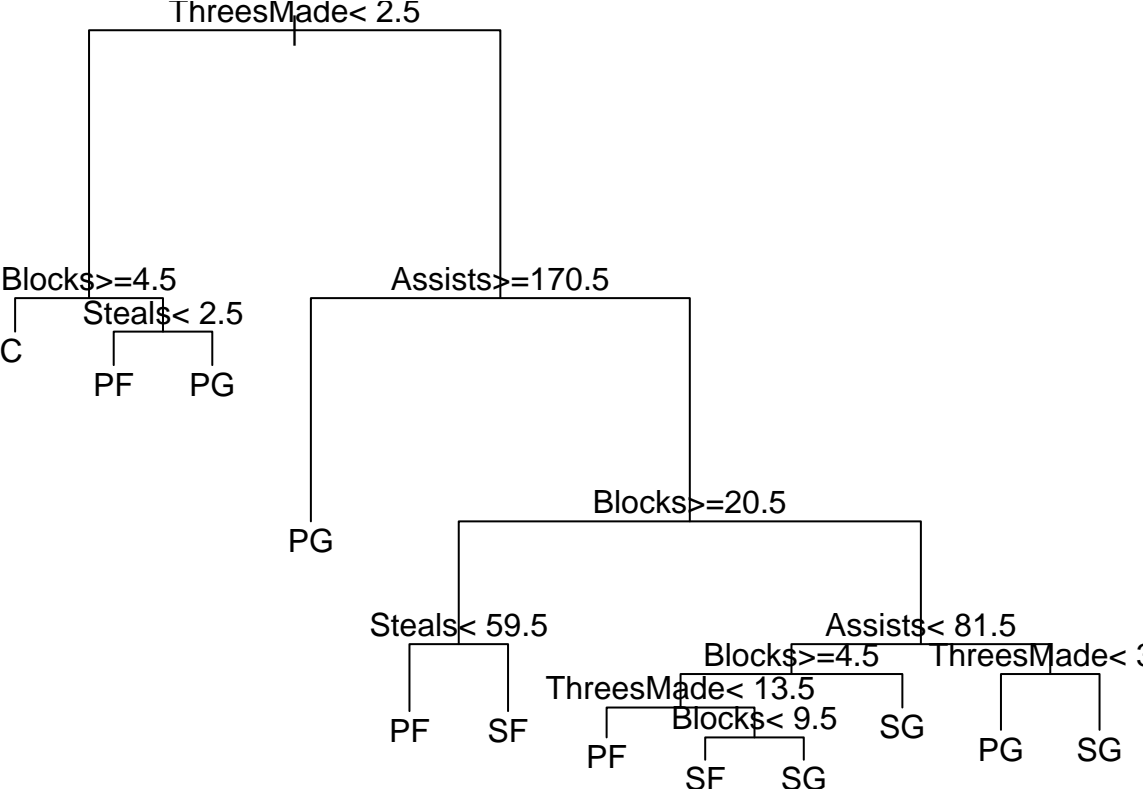 ThreesMade< 2.5
Blocks>=4.5
Assists>=170.5
Steals< 2.5
C
PF
PG
Blocks>=20.5
PG
Steals< 59.5
Assists< 81.5
Blocks>=4.5
ThreesMade<
ThreesMade< 13.5
Blocks< 9.5
PF
SF
SG
PF
PG
SG
SF
SG